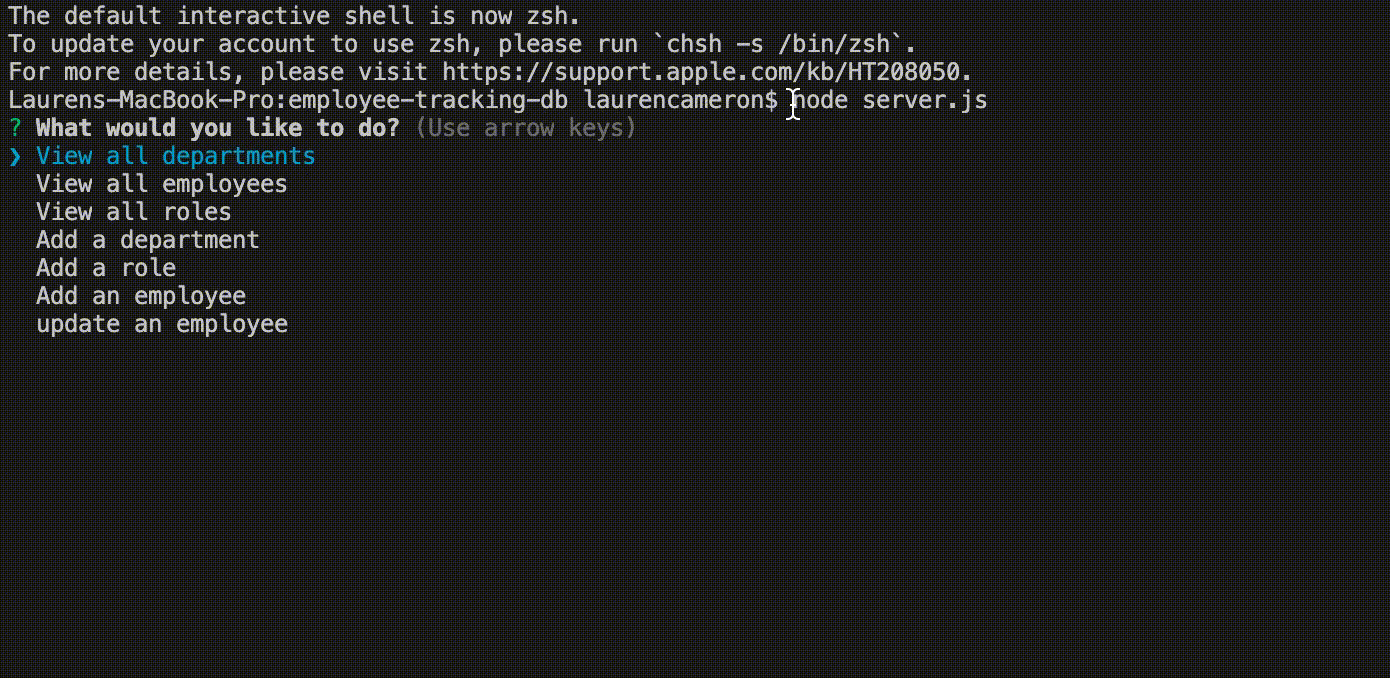 The default interactive shell is now zsh.
To update your account to use zsh, please run `chsh -s /bin/zsh`.
For more details, please visit https://support.apple.com/kb/HT208050.
Laurens-MacBook-Pro:employee-tracking-db laurencameron$ node server.js
? What would you like to do? (Use arrow keys)
❯ View all departments
View all employees
View all roles
Add a department
Add a role
Add an employee
update an employee